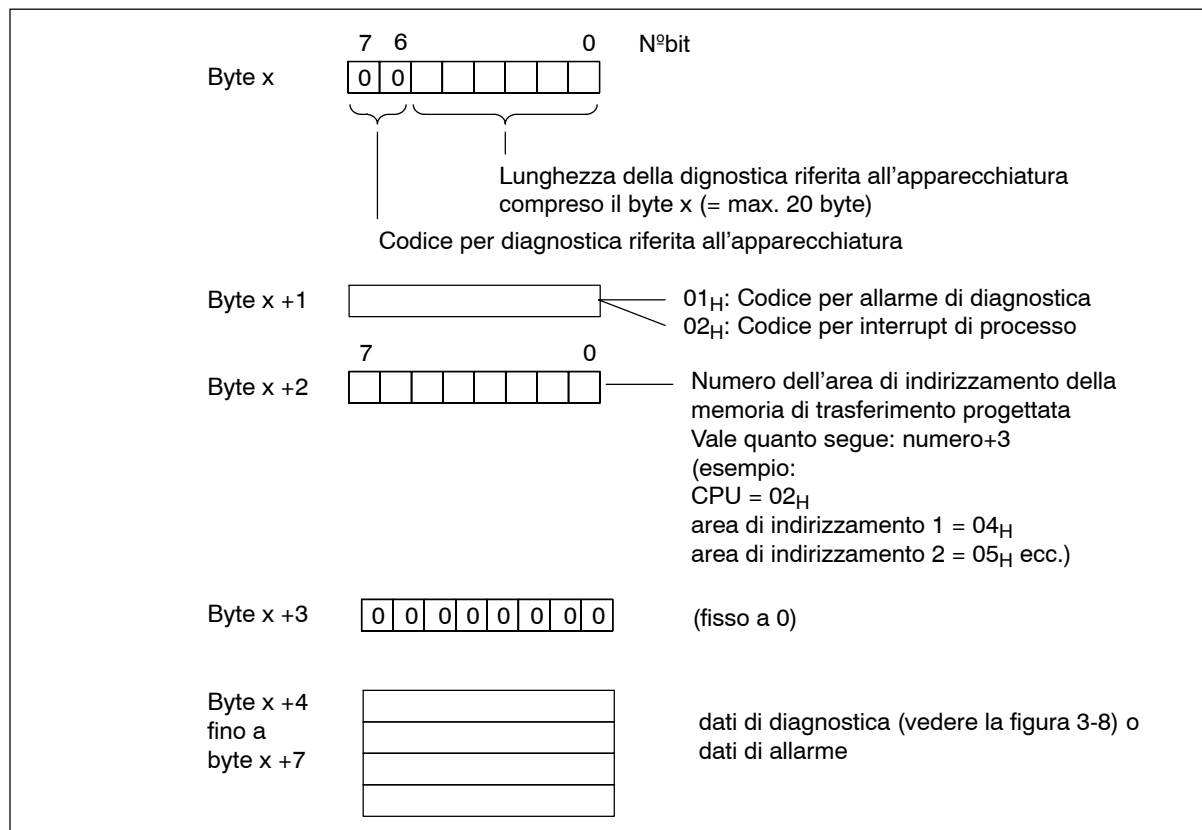 7 6 0 Nºbit
Byte x 0 0
Lunghezza della dignostica riferita all'apparecchiatura
compreso il byte x (= max. 20 byte)
Codice per diagnostica riferita all'apparecchiatura
Byte x +1
01H: Codice per allarme di diagnostica
02H: Codice per interrupt di processo
7 0
Byte x +2
Numero dell'area di indirizzamento della
memoria di trasferimento progettata
Vale quanto segue: numero+3
(esempio:
CPU = 02H
area di indirizzamento 1 = 04H
area di indirizzamento 2 = 05H ecc.)
Byte x +3 0 0 0 0 0 0 0 0 (fisso a 0)
Byte x +4
fino a
byte x +7
dati di diagnostica (vedere la figura 3-8) o
dati di allarme